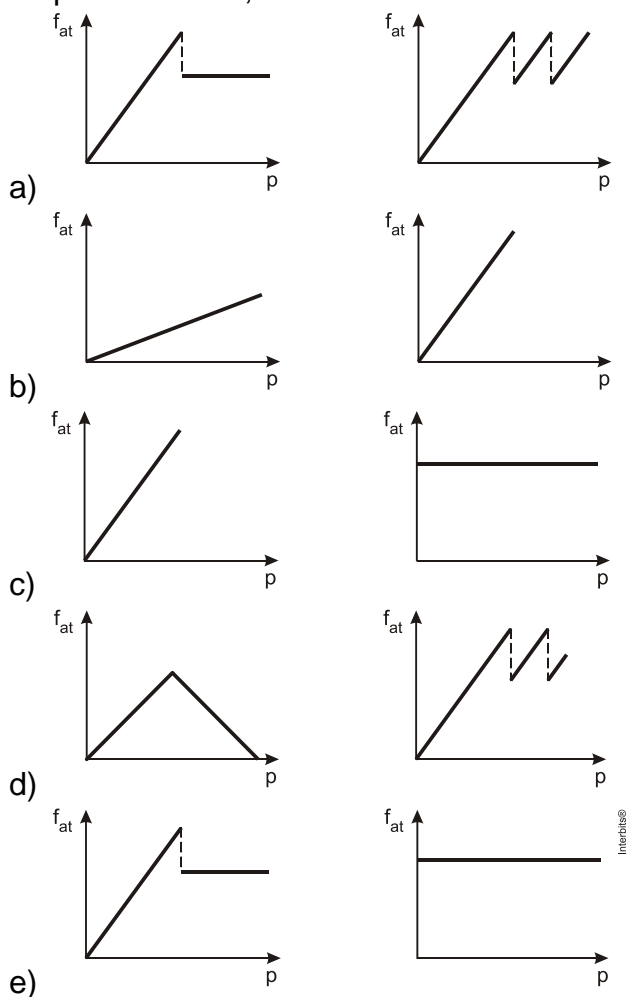 f_at f_at
p p
a)
f_at f_at
p p
b)
f_at f_at
p p
c)
f_at f_at
p p
d)
f_at f_at
Interbits®
p p
e)